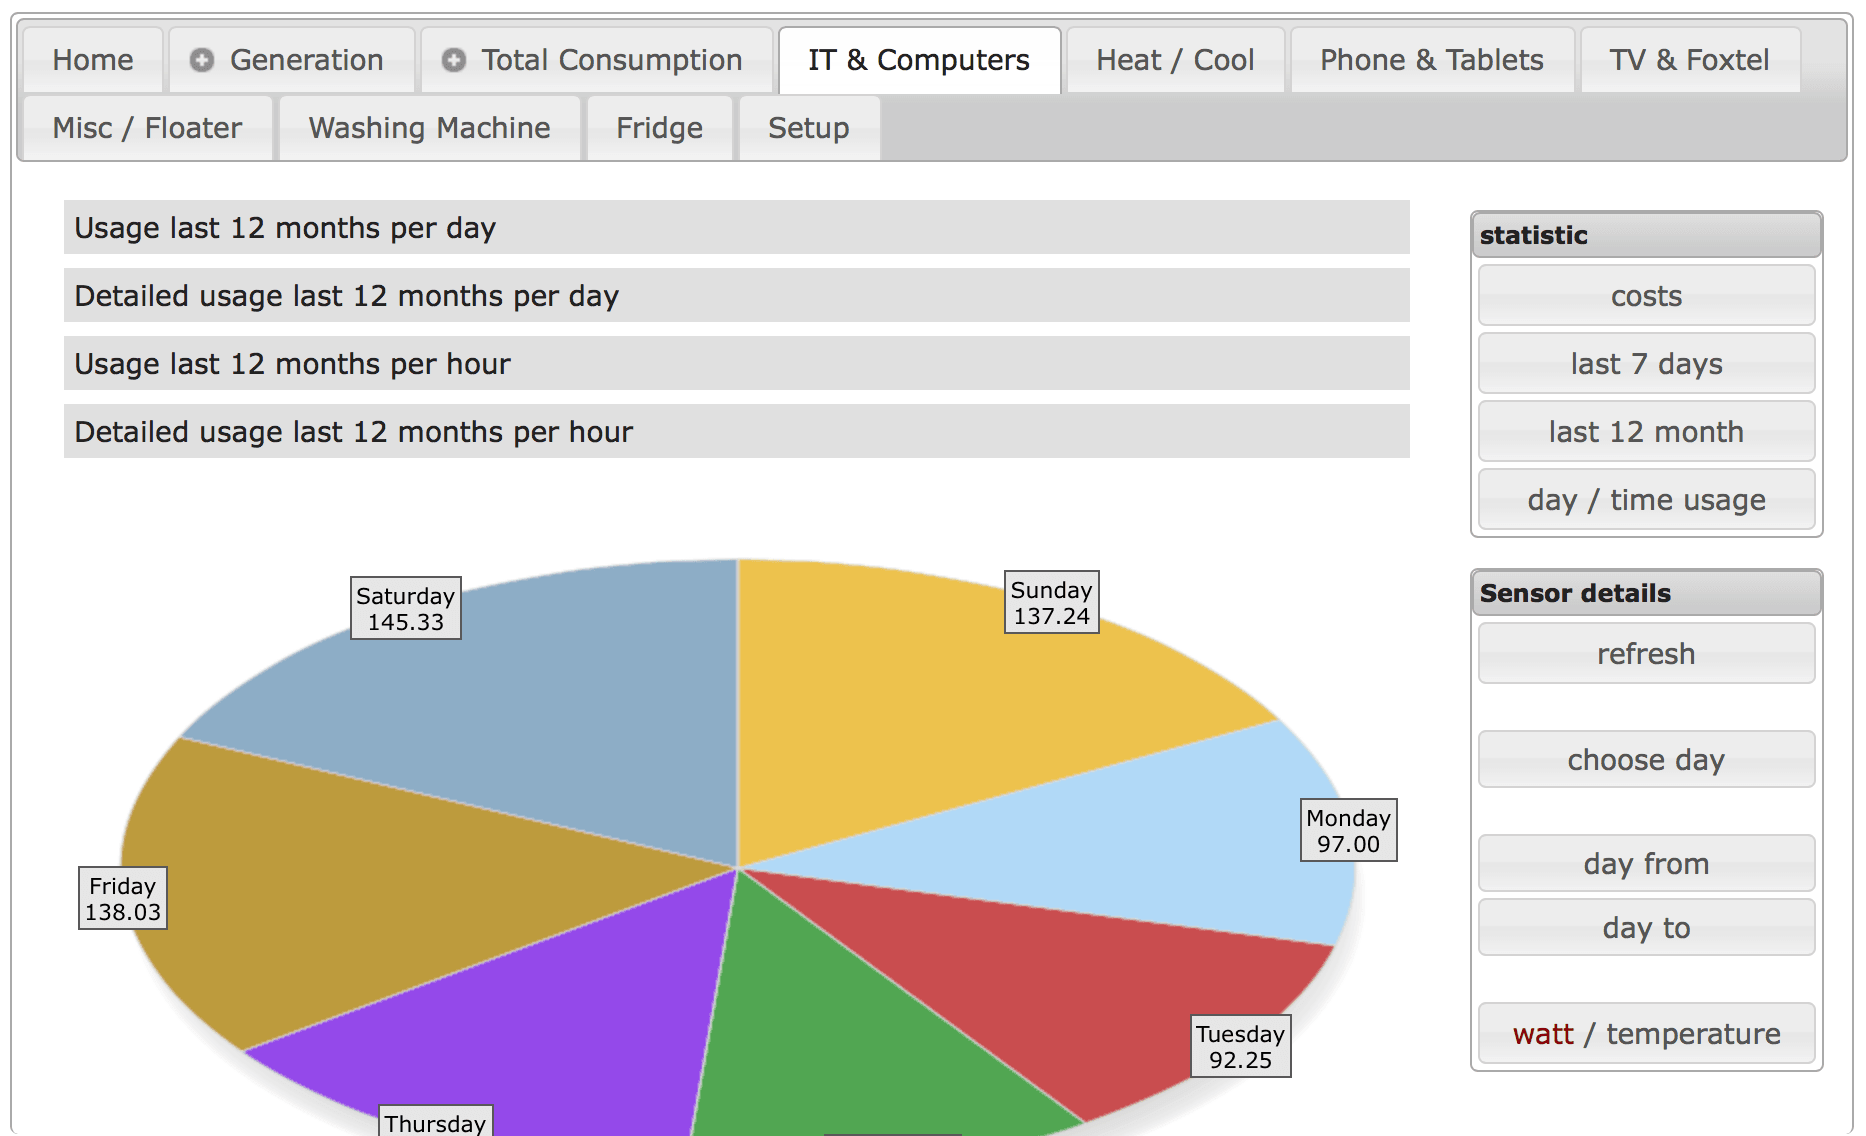 Home
Generation
Total Consumption
IT & Computers
Heat / Cool
Phone & Tablets
TV & Foxtel
Misc / Floater
Washing Machine
Fridge
Setup
Usage last 12 months per day
Detailed usage last 12 months per day
Usage last 12 months per hour
Detailed usage last 12 months per hour
Saturday
145.33
Sunday
137.24
Monday
97.00
Friday
138.03
Tuesday
92.25
Thursday
statistic
costs
last 7 days
last 12 month
day / time usage
Sensor details
refresh
choose day
day from
day to
watt / temperature